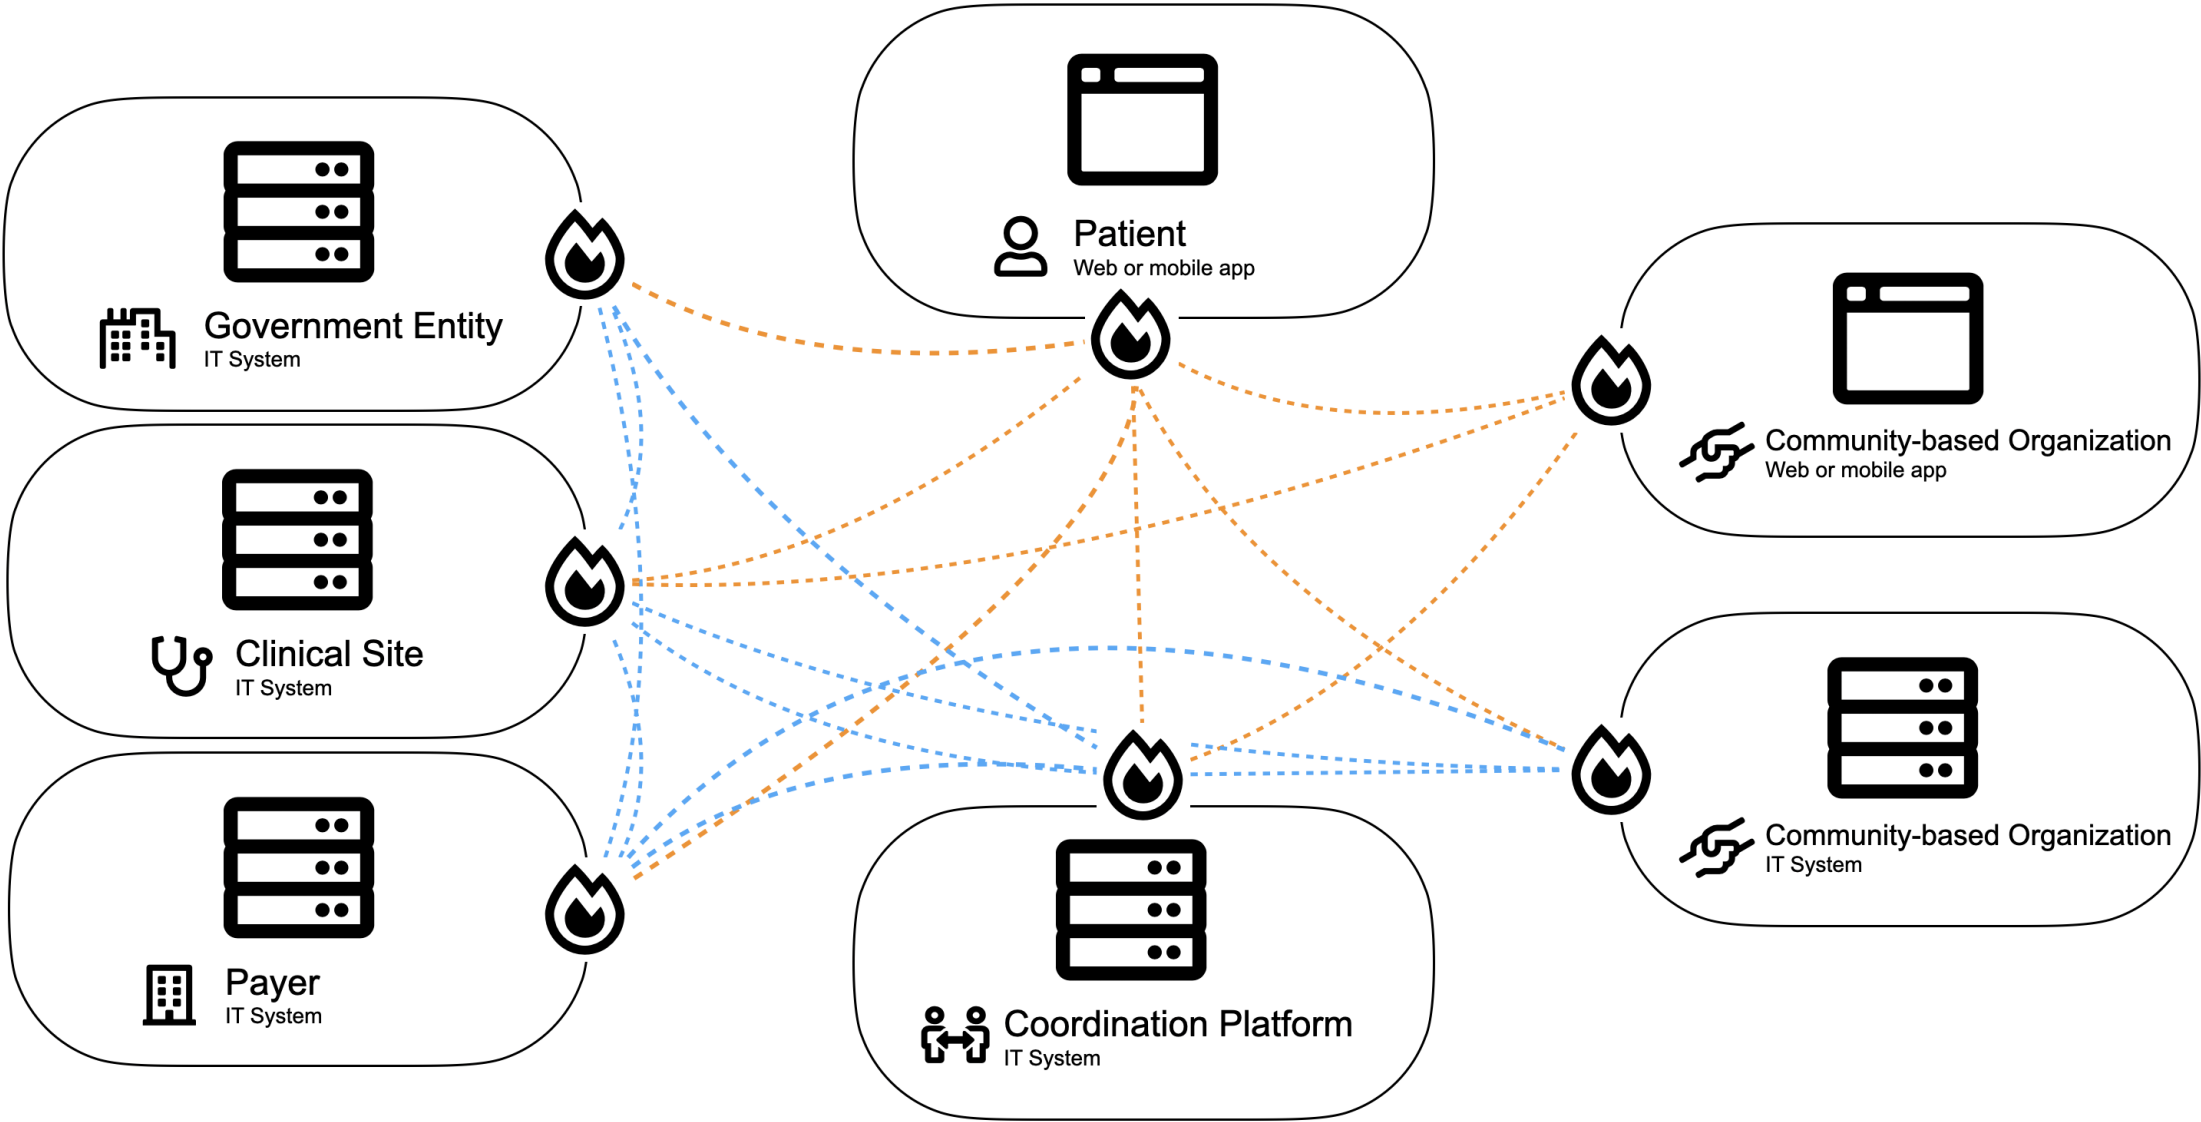 Patient
Web or mobile app
Government Entity
IT System
Community-based Organization
Web or mobile app
Clinical Site
IT System
Community-based Organization
IT System
Payer
IT System
Coordination Platform
IT System